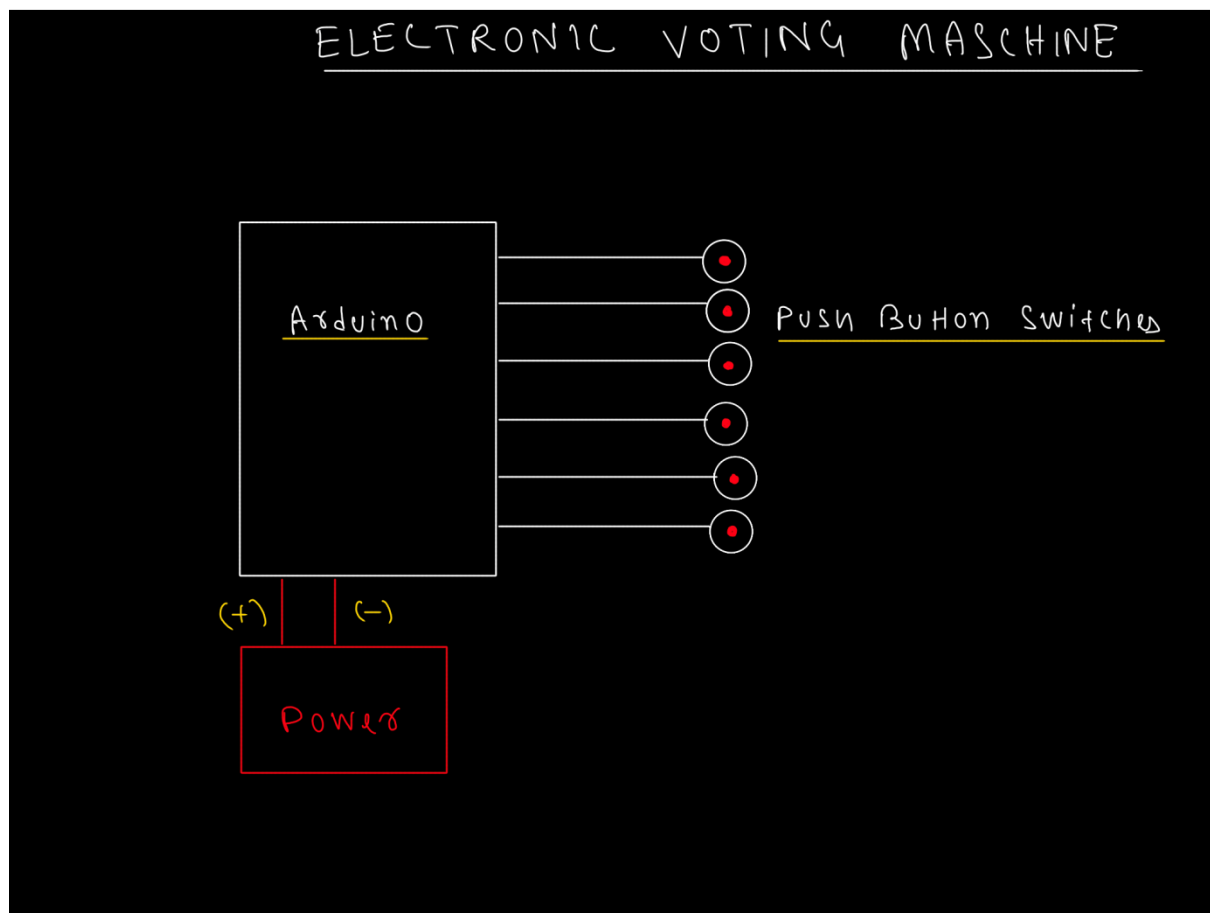 ELECTRONIC VOTING MASCHINE
Arduino
Push Button Switches
(+)
(-)
Power